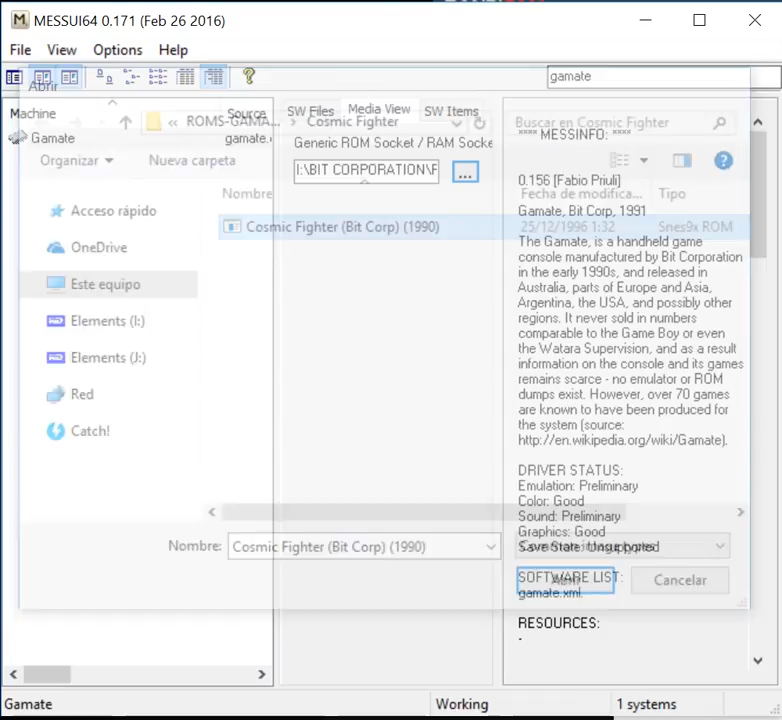 MESSUI64 0.171 (Feb 26 2016)
File View Options Help
gamate
Abrir
Machine
Source
SW Files
Media View
SW Items
« ROMS-GAMA...
Cosmic Fighter
Buscar en Cosmic Fighter
**** MESSINFO: ****
Gamate
gamate.
Generic ROM Socket / RAM Socke
Organizar
Nueva carpeta
I:\BIT CORPORATION\R
...
0.156 [Fabio Priuli]
Nombre
Fecha de modifica...
Tipo
Gamate, Bit Corp, 1991
Acceso rápido
Cosmic Fighter (Bit Corp) (1990)
25/12/1996 1:32
Snes9x ROM
OneDrive
Este equipo
Elements (I:)
Elements (J:)
Red
Catch!
The Gamate, is a handheld game
console manufactured by Bit Corporation
in the early 1990s, and released in
Australia, parts of Europe and Asia,
Argentina, the USA, and possibly other
regions. It never sold in numbers
comparable to the Game Boy or even
the Watara Supervision, and as a result
information on the console and its games
remains scarce - no emulator or ROM
dumps exist. However, over 70 games
are known to have been produced for
the system (source:
http://en.wikipedia.org/wiki/Gamate).
DRIVER STATUS:
Emulation: Preliminary
Color: Good
Sound: Preliminary
Graphics: Good
Save State: Unsupported
Nombre:
Cosmic Fighter (Bit Corp) (1990)
SOFTWARE LIST:
gamate.xml
Abrir
Cancelar
RESOURCES:
-
Gamate
Working
1 systems